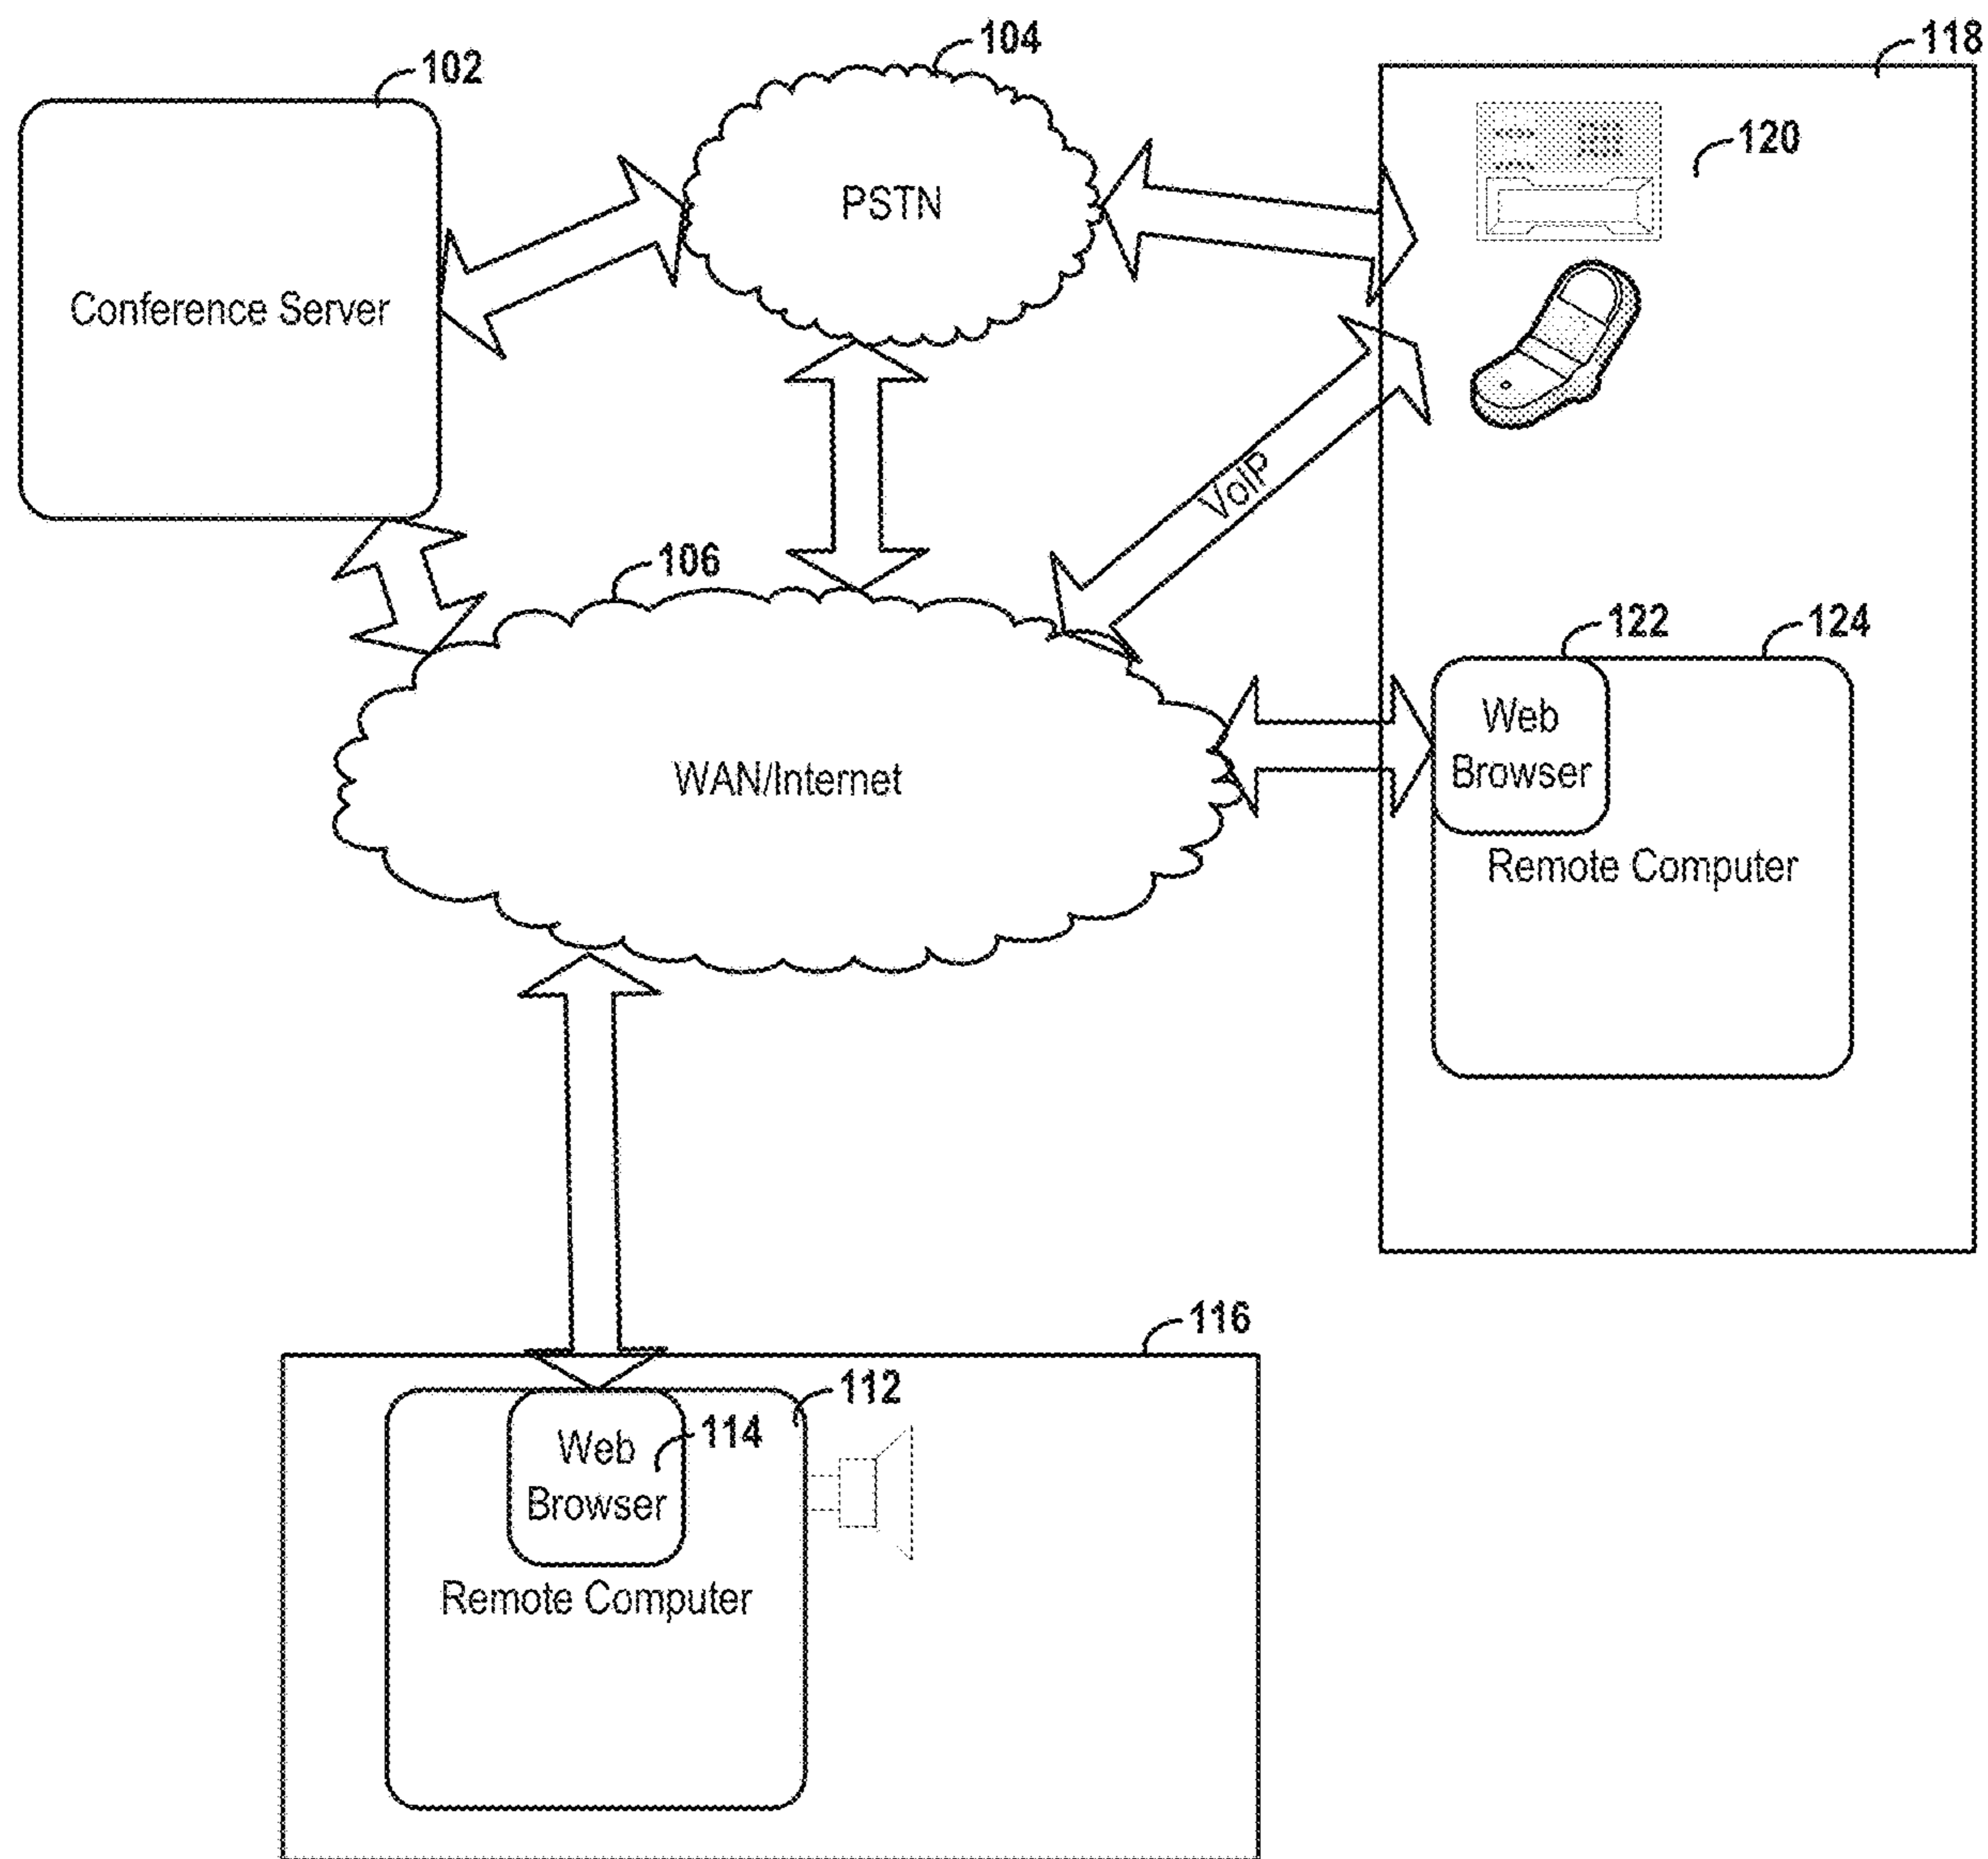 104
118
102
120
PSTN
Conference Server
VoIP
106
122
124
Web
Browser
WAN/Internet
Remote Computer
116
112
114
Web
Browser
Remote Computer